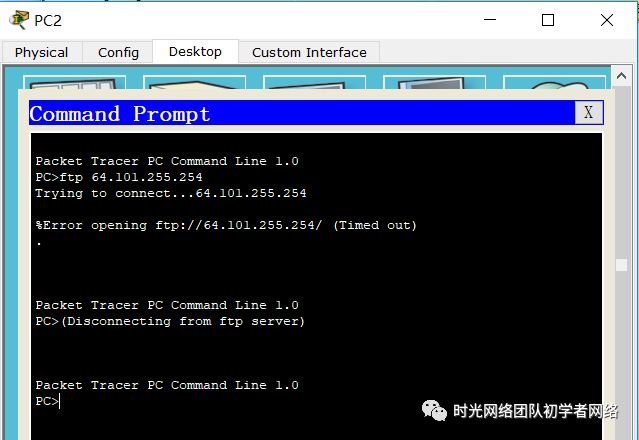 PC2
Physical Config Desktop Custom Interface
Command Prompt X
Packet Tracer PC Command Line 1.0
PC>ftp 64.101.255.254
Trying to connect...64.101.255.254
%Error opening ftp://64.101.255.254/ (Timed out)
.
Packet Tracer PC Command Line 1.0
PC>(Disconnecting from ftp server)
Packet Tracer PC Command Line 1.0
PC>
时光网络团队初学者网络